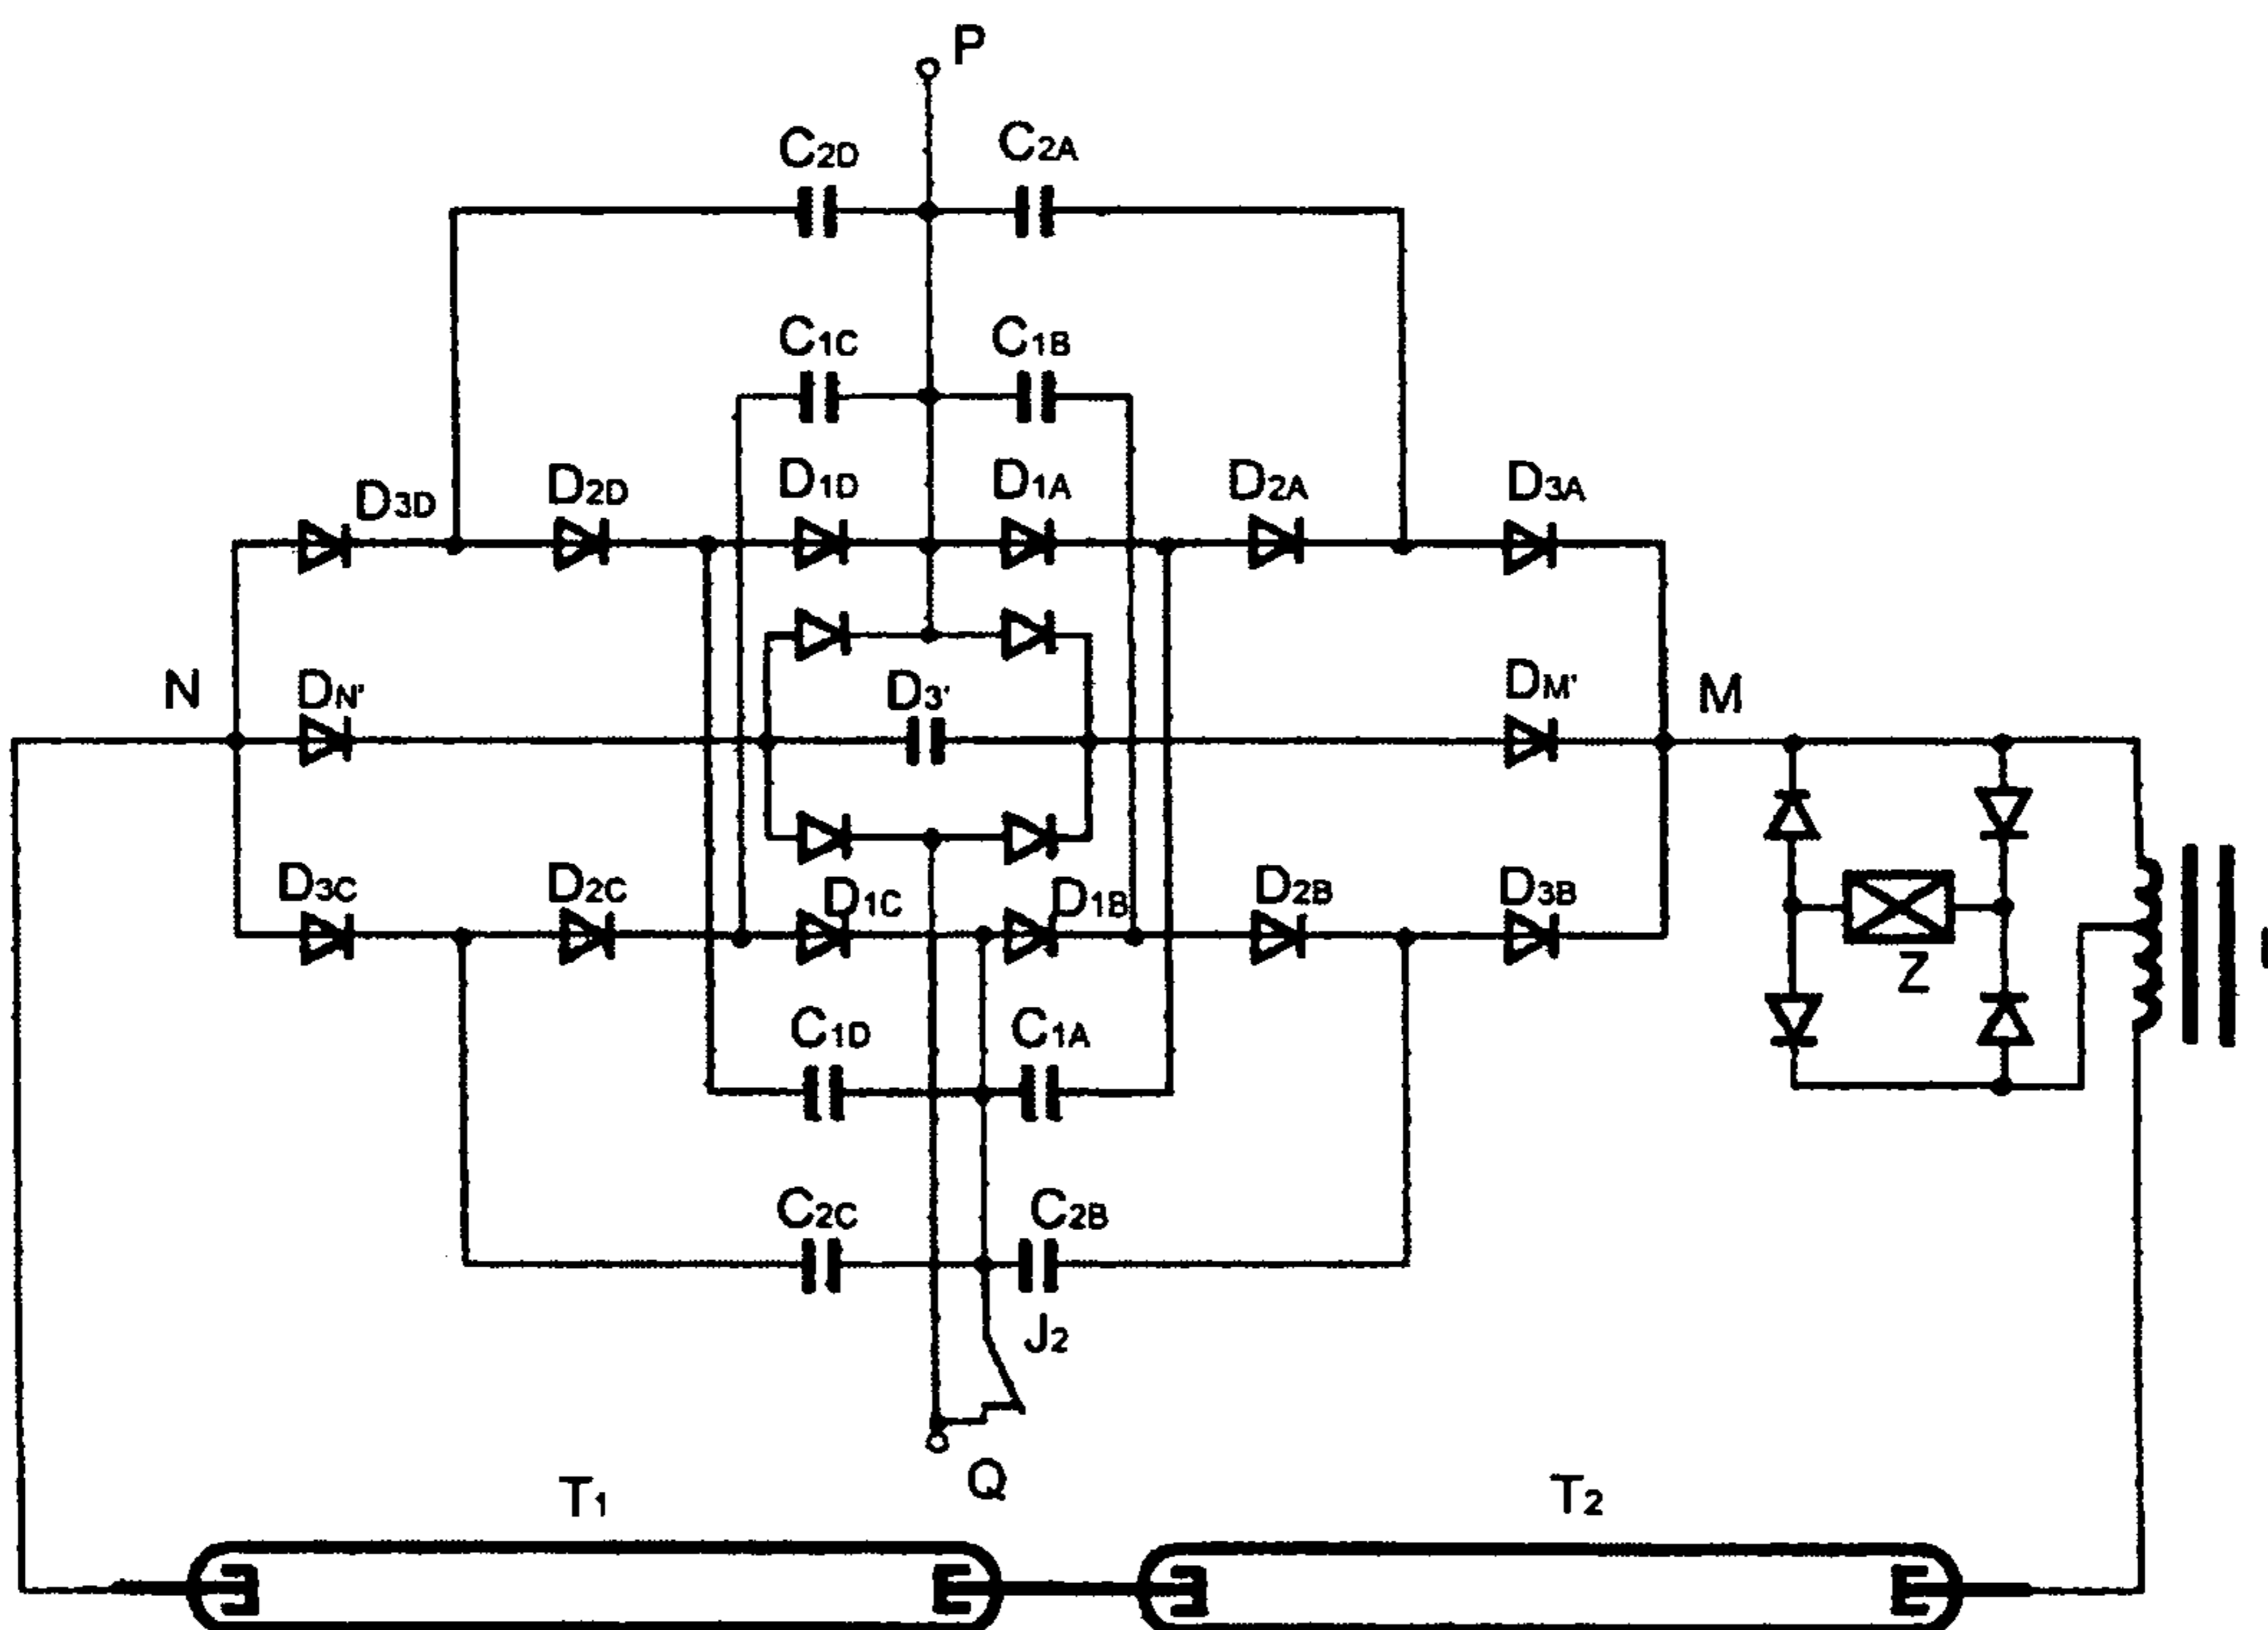 P
C2D C2A
C1C C1B
D3D D2D D1D D1A D2A D3A
N DN' D3' DM' M
D3C D2C D1C D1B D2B D3B
Z
C1D C1A
C2C C2B
J2
Q
T1 T2